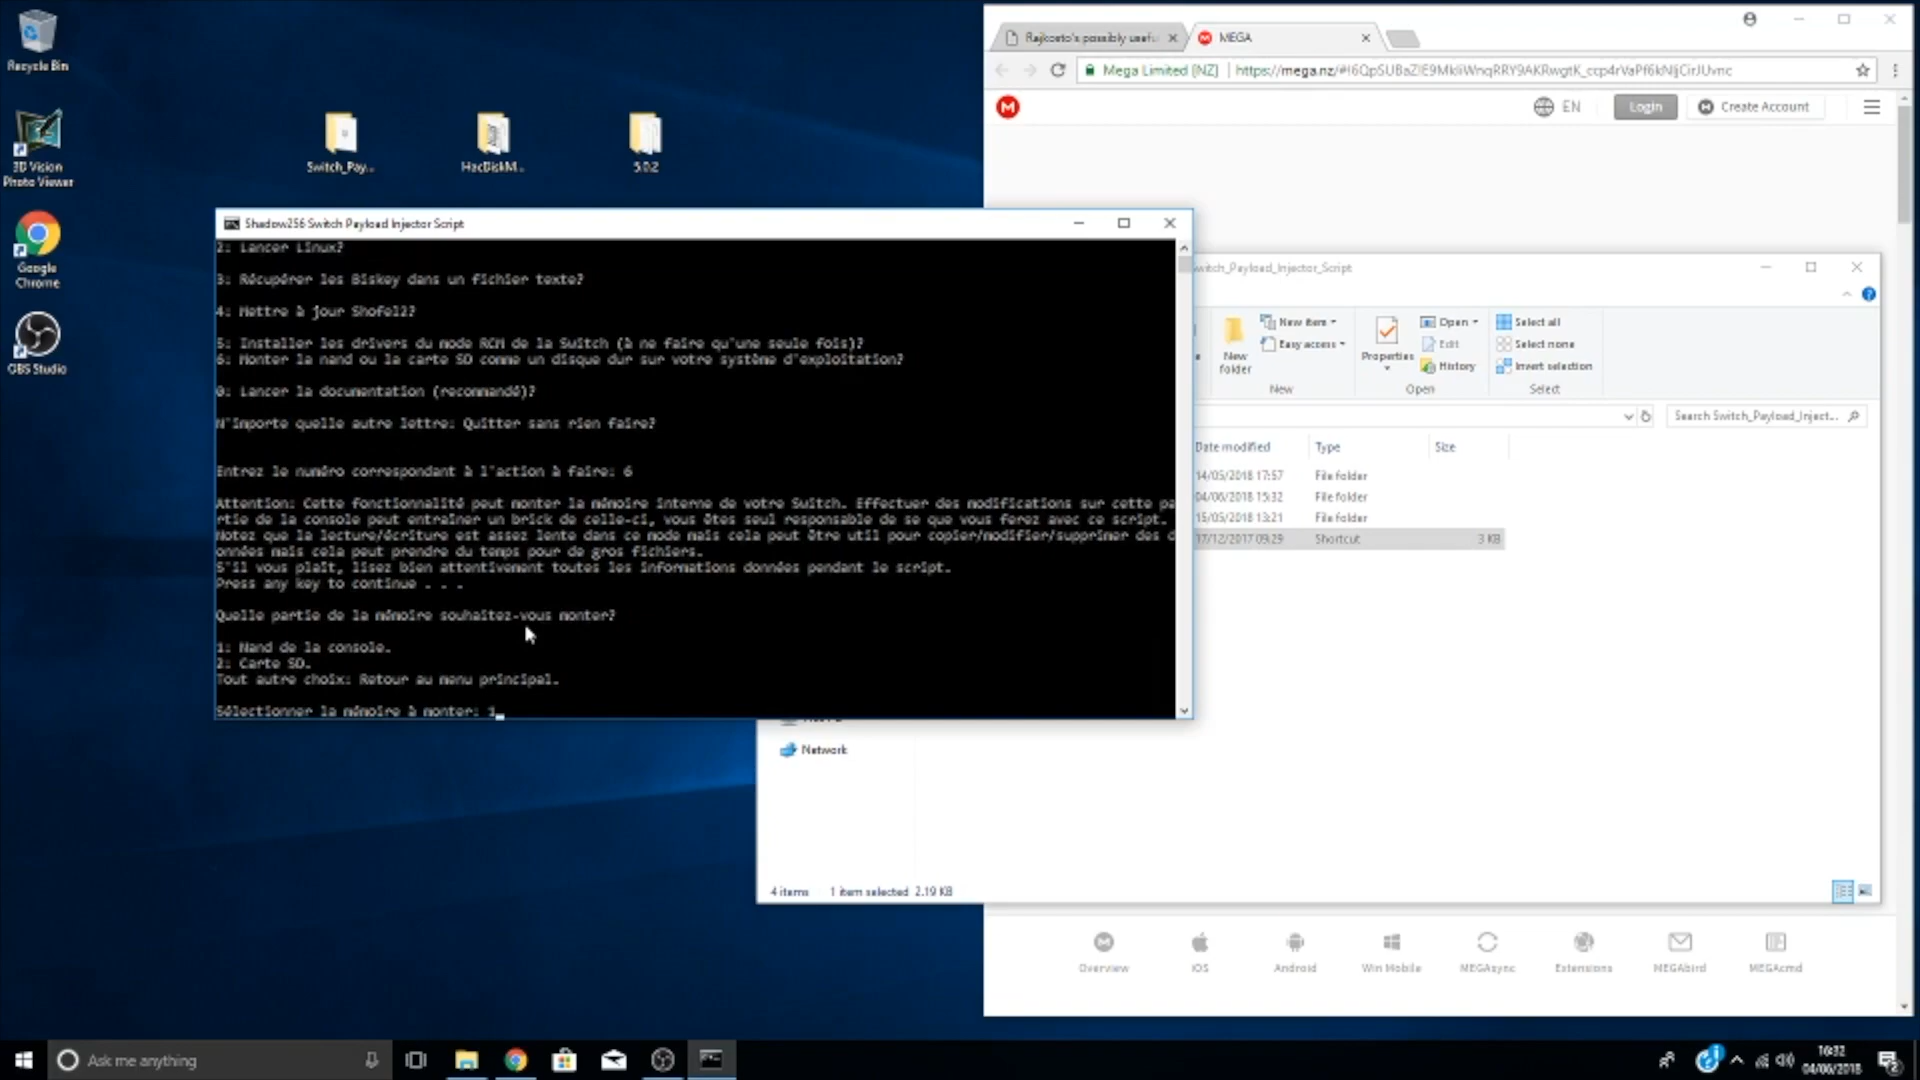 Recycle Bin
3D Vision
Photo Viewer
Google
Chrome
OBS Studio
Switch_Pay...
HacDiskM...
5.0.2
Rajkosto's possibly usefu
MEGA
Mega Limited [NZ]
EN
Login
Create Account
Shadow256 Switch Payload Injector Script
2: Lancer Linux?
3: Récupérer les Biskey dans un fichier texte?
4: Mettre à jour Shofel2?
5: Installer les drivers du mode RCM de la Switch (à ne faire qu'une seule fois)?
6: Monter la nand ou la carte SD comme un disque dur sur votre système d'exploitation?
0: Lancer la documentation (recommandé)?
N'importe quelle autre lettre: Quitter sans rien faire?
Entrez le numéro correspondant à l'action à faire: 6
Attention: Cette fonctionnalité peut monter la mémoire interne de votre Switch. Effectuer des modifications sur cette pa
rtie de la console peut entraîner un brick de celle-ci, vous êtes seul responsable de se que vous ferez avec ce script.
Notez que la lecture/écriture est assez lente dans ce mode mais cela peut être util pour copier/modifier/supprimer des d
onnées mais cela peut prendre du temps pour de gros fichiers.
S'il vous plaît, lisez bien attentivement toutes les informations données pendant le script.
Press any key to continue . . .
Quelle partie de la mémoire souhaitez-vous monter?
1: Nand de la console.
2: Carte SD.
Tout autre choix: Retour au menu principal.
Sélectionner la mémoire à monter: 1
witch_Payload_Injector_Script
New item
Easy access
New
folder
New
Properties
Open
Edit
History
Open
Select all
Select none
Invert selection
Select
Search Switch_Payload_Inject...
Date modified
Type
Size
14/05/2018 17:57
File folder
04/06/2018 15:32
File folder
15/05/2018 13:21
File folder
17/12/2017 09:29
Shortcut
3 KB
Network
4 items
1 item selected 2.19 KB
Overview
iOS
Android
Win Mobile
MEGAsync
Extensions
MEGAbird
MEGAcmd
Ask me anything
16:32
04/06/2018
2